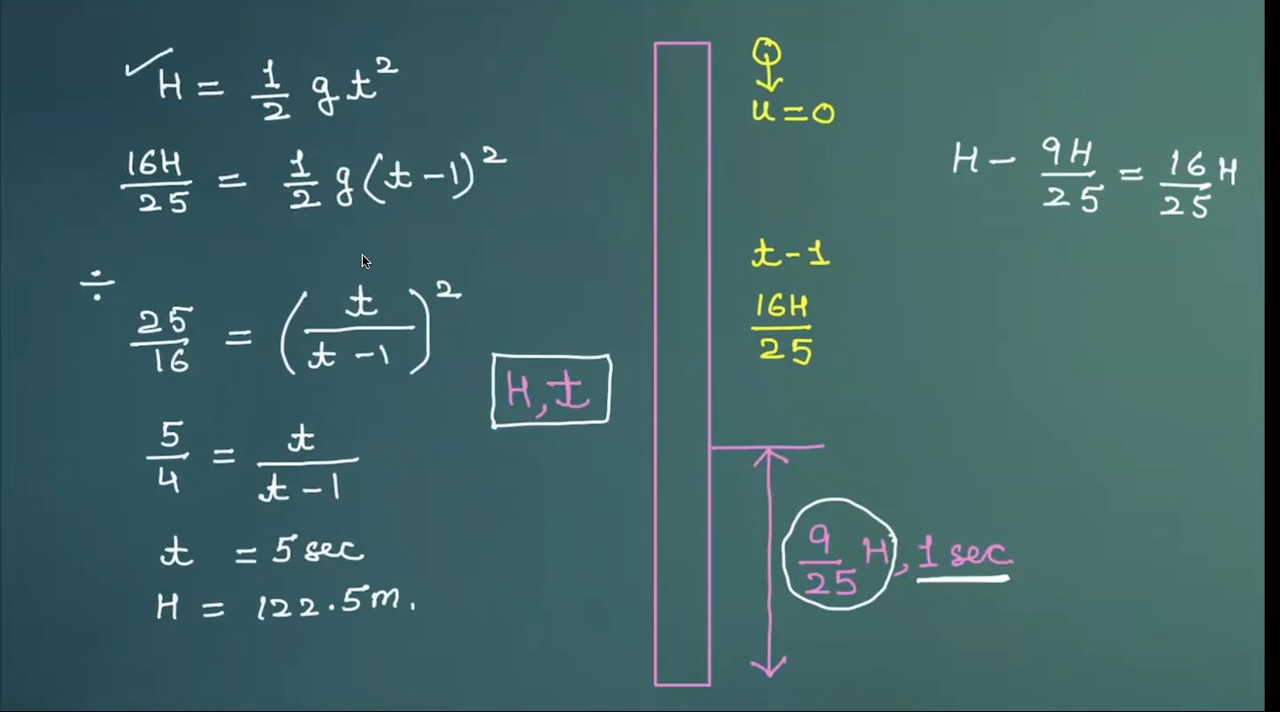 ✓ H = 1/2 g t²
16H/25 = 1/2 g(t - 1)²
÷
25/16 = (t/(t - 1))²
H, t
5/4 = t/(t - 1)
t = 5 sec
H = 122.5m.
u = 0
t - 1
16H/25
9/25 H, 1 sec
H - 9H/25 = 16/25 H